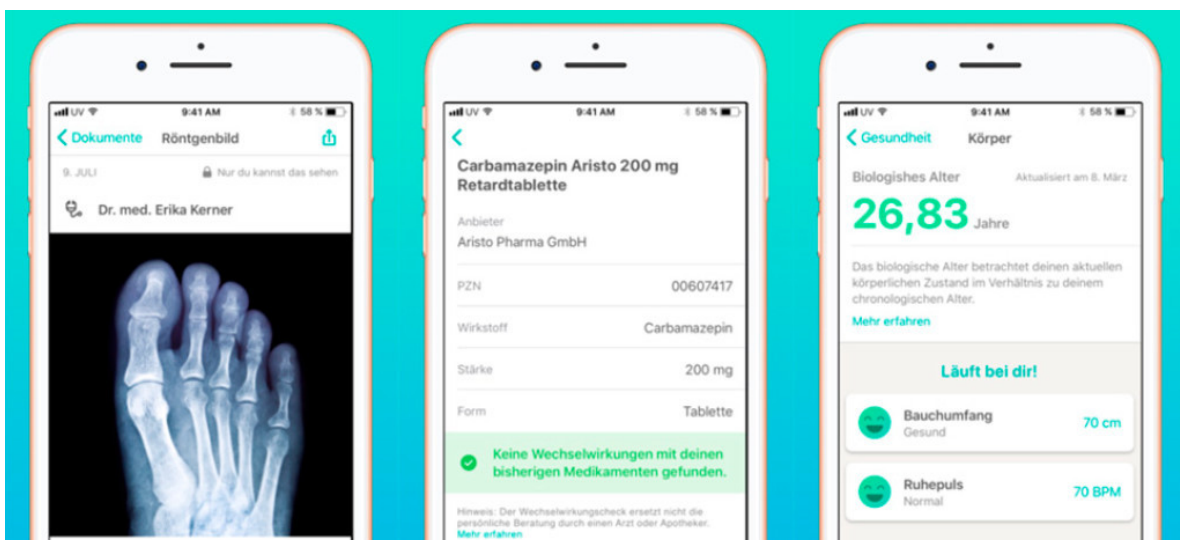 UV 9:41 AM 58 %
Dokumente Röntgenbild
9. JULI Nur du kannst das sehen
Dr. med. Erika Kerner
UV 9:41 AM 58 %
Carbamazepin Aristo 200 mg
Retardtablette
Anbieter
Aristo Pharma GmbH
PZN 00607417
Wirkstoff Carbamazepin
Stärke 200 mg
Form Tablette
Keine Wechselwirkungen mit deinen
bisherigen Medikamenten gefunden.
Hinweis: Der Wechselwirkungscheck ersetzt nicht die
persönliche Beratung durch einen Arzt oder Apotheker.
Mehr erfahren
UV 9:41 AM 58 %
Gesundheit Körper
Biologishes Alter Aktualisiert am 8. März
26,83 Jahre
Das biologische Alter betrachtet deinen aktuellen
körperlichen Zustand im Verhältnis zu deinem
chronologischen Alter.
Mehr erfahren
Läuft bei dir!
Bauchumfang
Gesund
70 cm
Ruhepuls
Normal
70 BPM